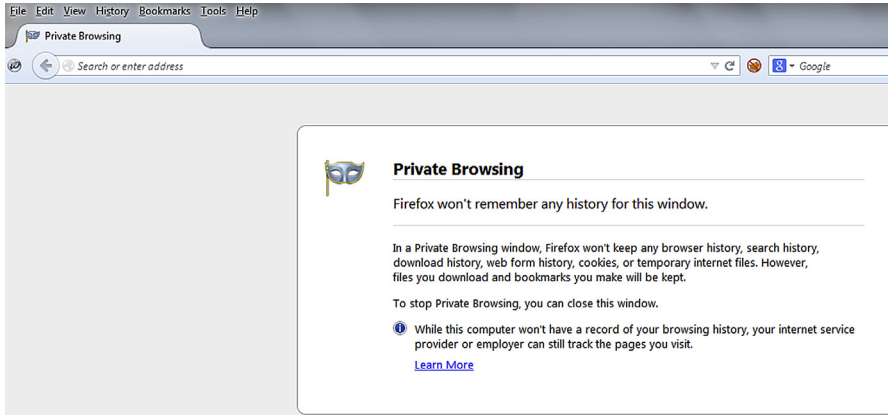 File Edit View History Bookmarks Tools Help
Private Browsing
Search or enter address
8 Google
Private Browsing
Firefox won't remember any history for this window.
In a Private Browsing window, Firefox won't keep any browser history, search history,
download history, web form history, cookies, or temporary internet files. However,
files you download and bookmarks you make will be kept.
To stop Private Browsing, you can close this window.
While this computer won't have a record of your browsing history, your internet service
provider or employer can still track the pages you visit.
Learn More